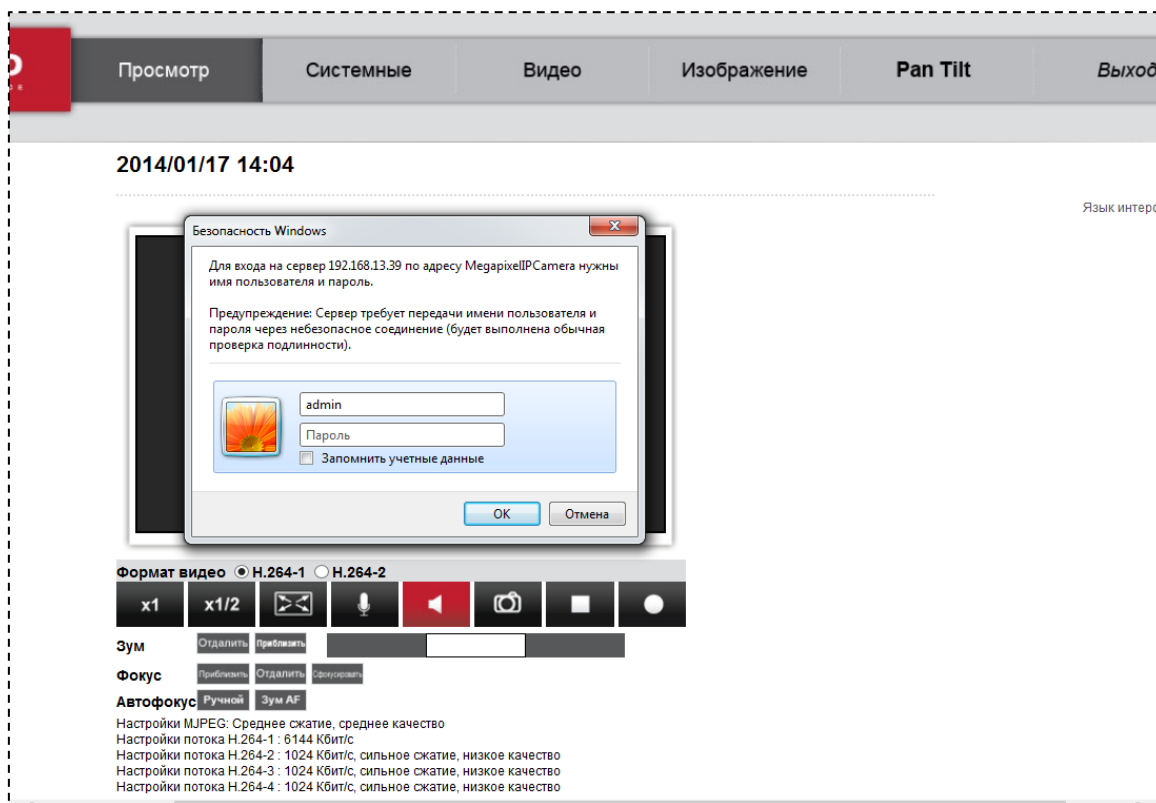 Просмотр Системные Видео Изображение Pan Tilt Выход
2014/01/17 14:04
Язык
Безопасность Windows
Для входа на сервер 192.168.13.39 по адресу MegapixelIPCamera нужны
имя пользователя и пароль.
Предупреждение: Сервер требует передачи имени пользователя и
пароля через небезопасное соединение (будет выполнена обычная
проверка подлинности).
admin
Пароль
Запомнить учетные данные
OK Отмена
Формат видео H.264-1 H.264-2
x1 x1/2
Зум Отдалить Приблизить
Фокус Приблизить Отдалить Сфокусировать
Автофокус Ручной Зум AF
Настройки MJPEG: Среднее сжатие, среднее качество
Настройки потока H.264-1 : 6144 Кбит/с
Настройки потока H.264-2 : 1024 Кбит/с, сильное сжатие, низкое качество
Настройки потока H.264-3 : 1024 Кбит/с, сильное сжатие, низкое качество
Настройки потока H.264-4 : 1024 Кбит/с, сильное сжатие, низкое качество